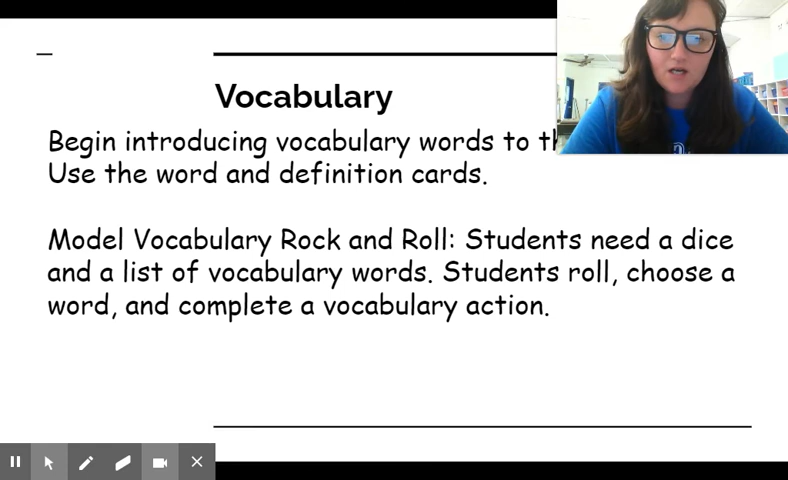 Vocabulary
Begin introducing vocabulary words to
Use the word and definition cards.
Model Vocabulary Rock and Roll: Students need a dice
and a list of vocabulary words. Students roll, choose a
word, and complete a vocabulary action.